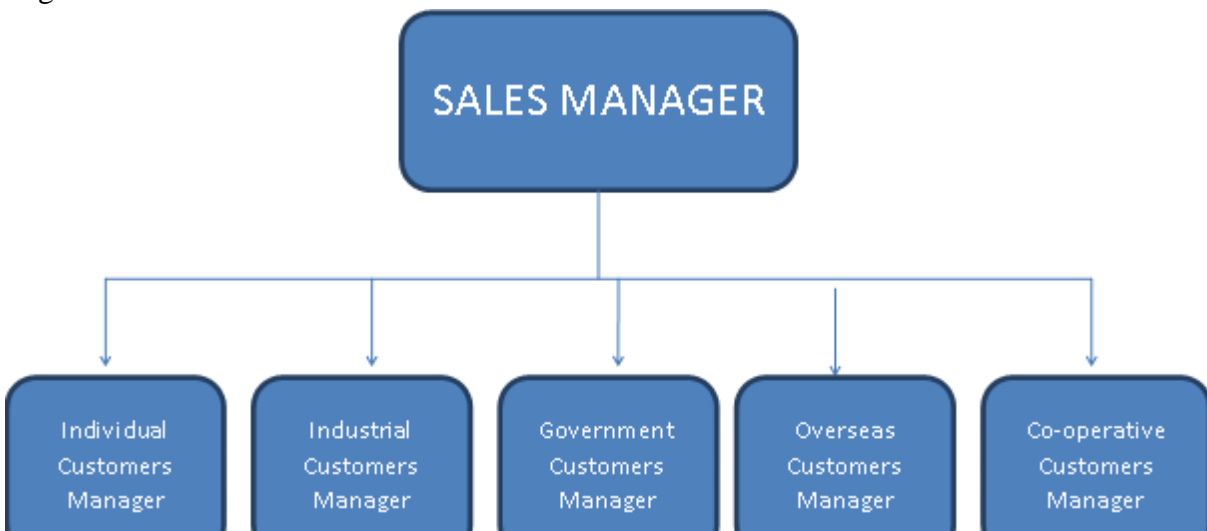 SALES MANAGER
Individual
Customers
Manager
Industrial
Customers
Manager
Government
Customers
Manager
Overseas
Customers
Manager
Co-operative
Customers
Manager